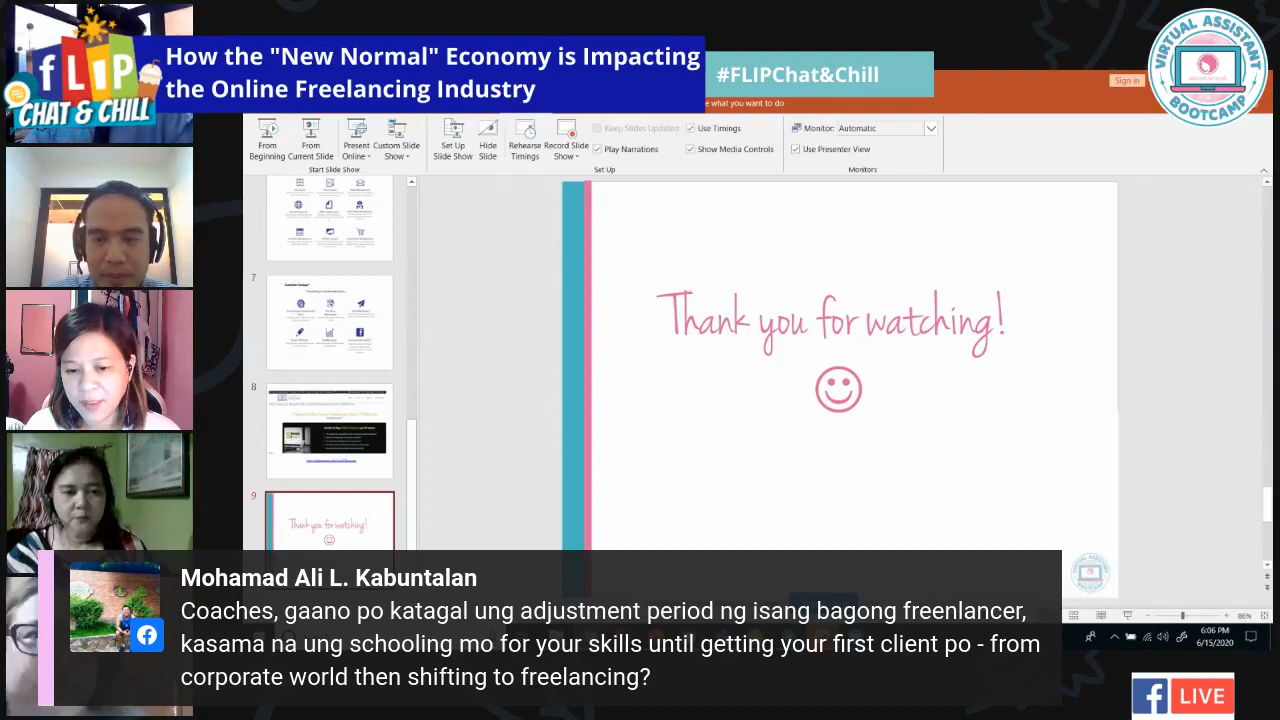 How the "New Normal" Economy is Impacting
the Online Freelancing Industry
#FLIPChat&Chill
FLIP
CHAT & CHILL
VIRTUAL ASSISTANT
BOOTCAMP
Sign in
what you want to do
From
Beginning
From
Current Slide
Present
Online
Custom Slide
Show
Start Slide Show
Set Up
Slide Show
Hide
Slide
Rehearse
Timings
Record Slide
Show
Keep Slides Updated
Play Narrations
Use Timings
Show Media Controls
Set Up
Monitor: Automatic
Use Presenter View
Monitors
7
8
9
Thank you for watching!
Thank you for watching!
Mohamad Ali L. Kabuntalan
Coaches, gaano po katagal ung adjustment period ng isang bagong freenlancer,
kasama na ung schooling mo for your skills until getting your first client po - from
corporate world then shifting to freelancing?
86%
6:06 PM
6/15/2020
f LIVE